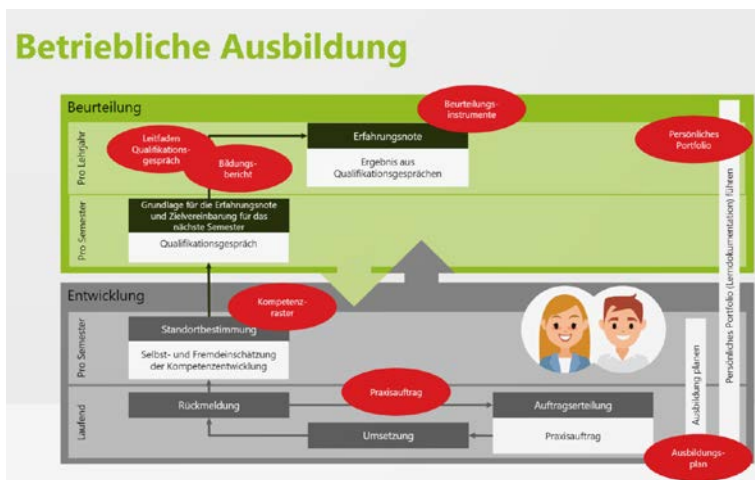 Betriebliche Ausbildung
Beurteilung
Beurteilungs-
instrumente
Pro Lehrjahr
Leitfaden
Qualifikations-
gespräch
Bildungs-
bericht
Erfahrungsnote
Ergebnis aus
Qualifikationsgesprächen
Persönliches
Portfolio
Pro Semester
Grundlage für die Erfahrungsnote
und Zielvereinbarung für das
nächste Semester
Qualifikationsgespräch
Persönliches Portfolio (Lerndokumentation) führen
Entwicklung
Kompetenz-
raster
Pro Semester
Standortbestimmung
Selbst- und Fremdeinschätzung
der Kompetenzentwicklung
Ausbildung planen
Laufend
Rückmeldung
Praxisauftrag
Auftragserteilung
Praxisauftrag
Umsetzung
Ausbildungs-
plan